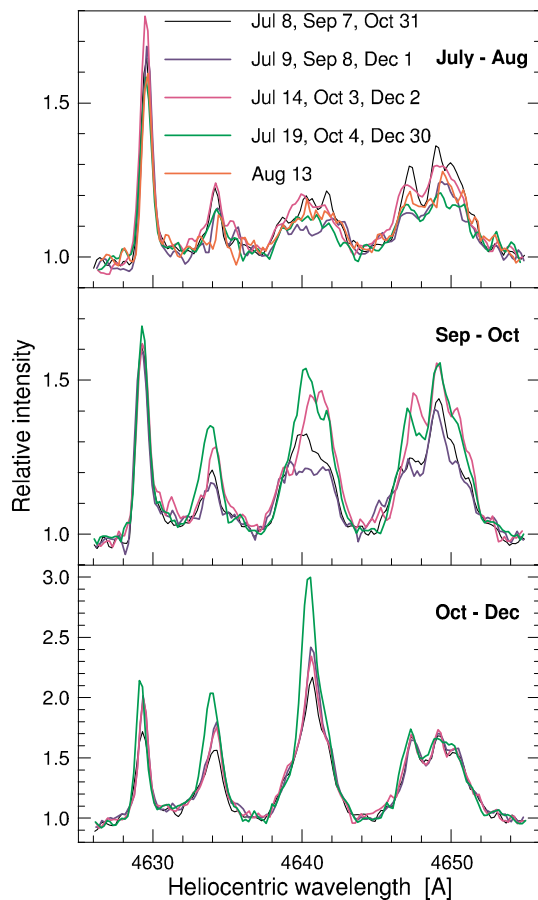 Jul 8, Sep 7, Oct 31
Jul 9, Sep 8, Dec 1
July - Aug
Jul 14, Oct 3, Dec 2
1.5
Jul 19, Oct 4, Dec 30
Aug 13
1.0
Sep - Oct
1.5
Relative intensity
1.0
3.0
Oct - Dec
2.5
2.0
1.5
1.0
4630 4640 4650
Heliocentric wavelength [A]